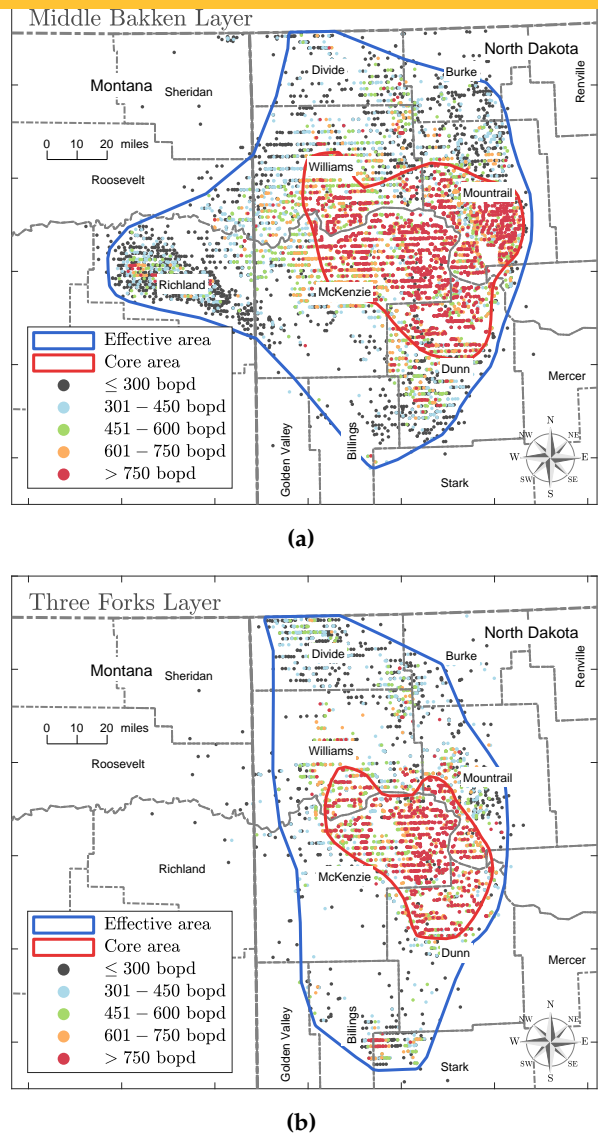 Middle Bakken Layer
North Dakota
Divide
Burke
Montana
Sheridan
Renville
0 10 20 miles
Williams
Roosevelt
Mountrail
Richland
McKenzie
Effective area
Core area
≤ 300 bopd
301 − 450 bopd
451 − 600 bopd
601 − 750 bopd
> 750 bopd
Dunn
Mercer
Golden Valley
Billings
Stark
N
NW NE
W E
SW SE
S
(a)
Three Forks Layer
North Dakota
Divide
Burke
Montana
Sheridan
Renville
0 10 20 miles
Williams
Roosevelt
Mountrail
Richland
McKenzie
Effective area
Core area
≤ 300 bopd
301 − 450 bopd
451 − 600 bopd
601 − 750 bopd
> 750 bopd
Dunn
Mercer
Golden Valley
Billings
Stark
N
NW NE
W E
SW SE
S
(b)